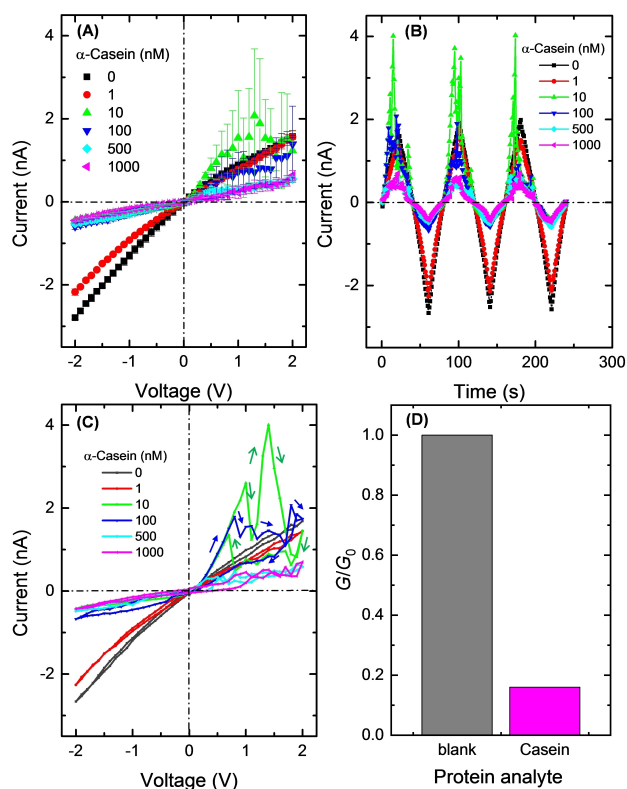 (A)
α-Casein (nM)
0
1
10
100
500
1000
4
2
0
-2
Current (nA)
-2
-1
0
1
2
Voltage (V)
(B)
α-Casein (nM)
0
1
10
100
500
1000
4
2
0
-2
Current (nA)
0
100
200
300
Time (s)
(C)
α-Casein (nM)
0
1
10
100
500
1000
4
2
0
-2
Current (nA)
-2
-1
0
1
2
Voltage (V)
(D)
1.0
0.8
0.6
0.4
0.2
0.0
G/G0
blank
Casein
Protein analyte